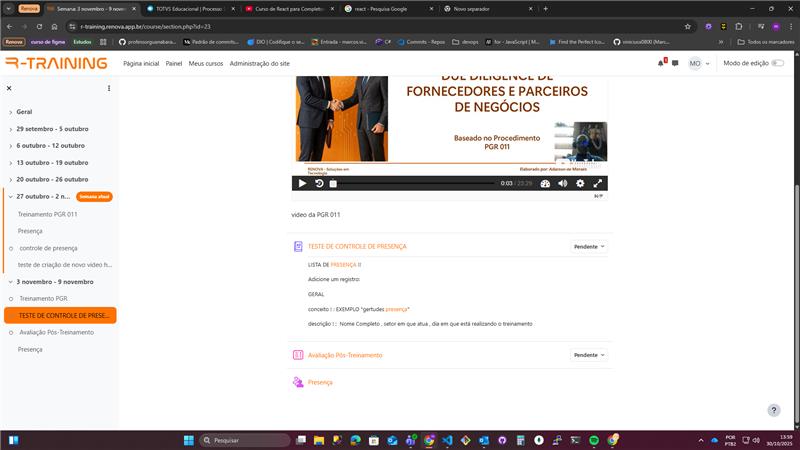 Renova
Semana: 3 novembro - 9 novem
TOTVS Educacional | Processo S
Curso de React para Completos
react - Pesquisa Google
Novo separador
r-training.renova.app.br/course/section.php?id=23
Renova
curso de figma
Estudos
professorguanabara...
Padrão de commits...
DIO | Codifique o se...
Entrada - marcos.vi...
Commits · Repos
devops
for - JavaScript | M...
Find the Perfect Ico...
vinicusx0800 (Marc...
Todos os marcadores
R-TRAINING
Página inicial
Painel
Meus cursos
Administração do site
MO
Modo de edição
Geral
29 setembro - 5 outubro
6 outubro - 12 outubro
13 outubro - 19 outubro
20 outubro - 26 outubro
27 outubro - 2 n...
Semana atual
Treinamento PGR 011
Presença
controle de presença
teste de criação de novo video h...
3 novembro - 9 novembro
Treinamento PGR
TESTE DE CONTROLE DE PRESE...
Avaliação Pós-Treinamento
Presença
DUE DILIGENCE DE
FORNECEDORES E PARCEIROS
DE NEGÓCIOS
Baseado no Procedimento
PGR 011
RENOVA - Soluções em
Tecnologia
0:03 / 23:29
video da PGR 011
TESTE DE CONTROLE DE PRESENÇA
Pendente
LISTA DE PRESENÇA !!
Adicione um registro:
GERAL
conceito : : EXEMPLO "gertudes presença"
descrição : : Nome Completo , setor em que atua , dia em que está realizando o treinamento
Avaliação Pós-Treinamento
Pendente
Presença
?
Pesquisar
POR
PTB2
13:59
30/10/2025